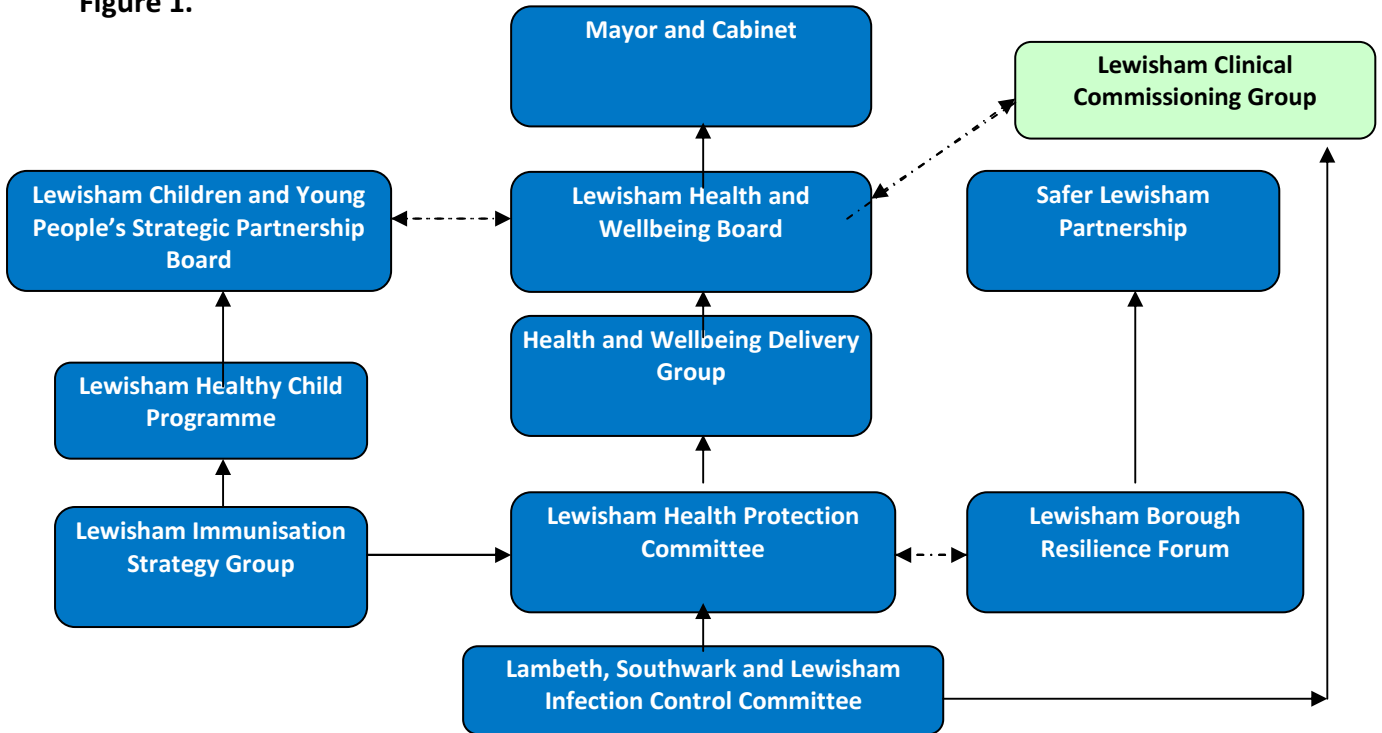 Figure 1.
Mayor and Cabinet
Lewisham Clinical
Commissioning Group
Lewisham Children and Young
People’s Strategic Partnership
Board
Lewisham Health and
Wellbeing Board
Safer Lewisham
Partnership
Health and Wellbeing Delivery
Group
Lewisham Healthy Child
Programme
Lewisham Immunisation
Strategy Group
Lewisham Health Protection
Committee
Lewisham Borough
Resilience Forum
Lambeth, Southwark and Lewisham
Infection Control Committee